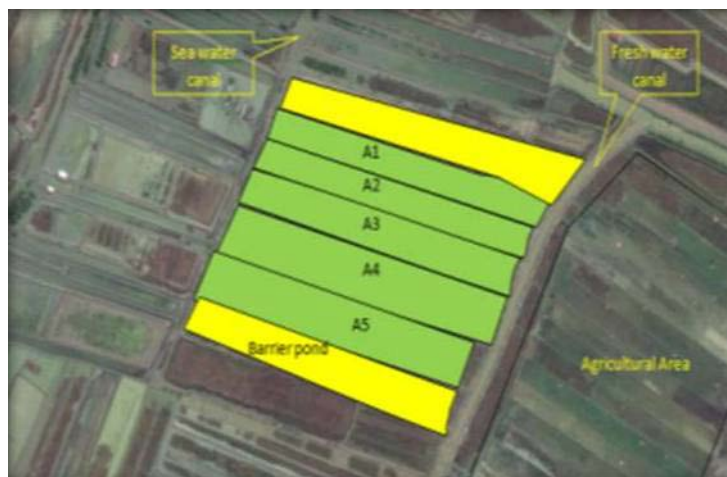 Sea water
canal
Fresh water
canal
A1
A2
A3
A4
A5
Barrier pond
Agricultural Area